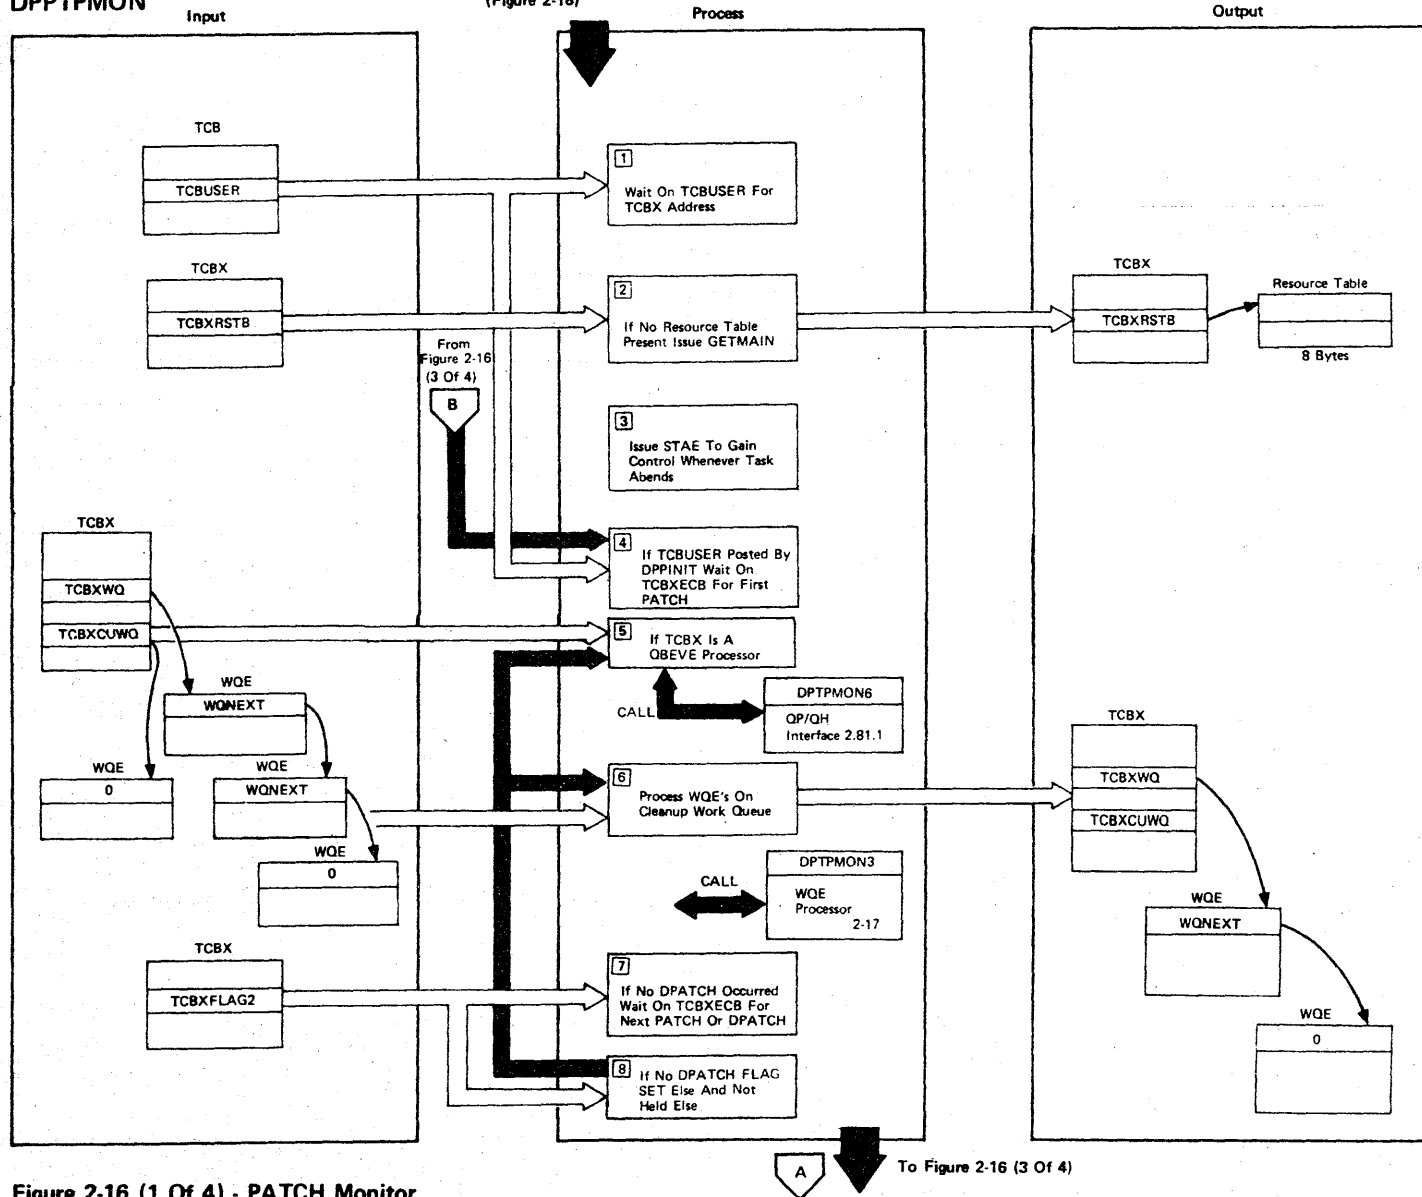 DPPTPMON
(Figure 2-18)
Input
Process
Output
TCB
TCBUSER
1
Wait On TCBUSER For
TCBX Address
TCBX
TCBXRSTB
2
If No Resource Table
Present Issue GETMAIN
TCBX
TCBXRSTB
Resource Table
8 Bytes
From
Figure 2-16
(3 Of 4)
B
3
Issue STAE To Gain
Control Whenever Task
Abends
TCBX
TCBXWQ
TCBXCUWQ
4
If TCBUSER Posted By
DPPINIT Wait On
TCBXECB For First
PATCH
5
If TCBX Is A
QBEVE Processor
WQE
WQNEXT
CALL
DPTPMON6
QP/QH
Interface 2.81.1
TCBX
TCBXWQ
TCBXCUWQ
WQE
0
WQE
WQNEXT
6
Process WQE's On
Cleanup Work Queue
WQE
0
CALL
DPTPMON3
WQE
Processor
2-17
WQE
WQNEXT
TCBX
TCBXFLAG2
7
If No DPATCH Occurred
Wait On TCBXECB For
Next PATCH Or DPATCH
WQE
0
8
If No DPATCH FLAG
SET Else And Not
Held Else
A
To Figure 2-16 (3 Of 4)
Figure 2-16 (1 Of 4) - PATCH Monitor